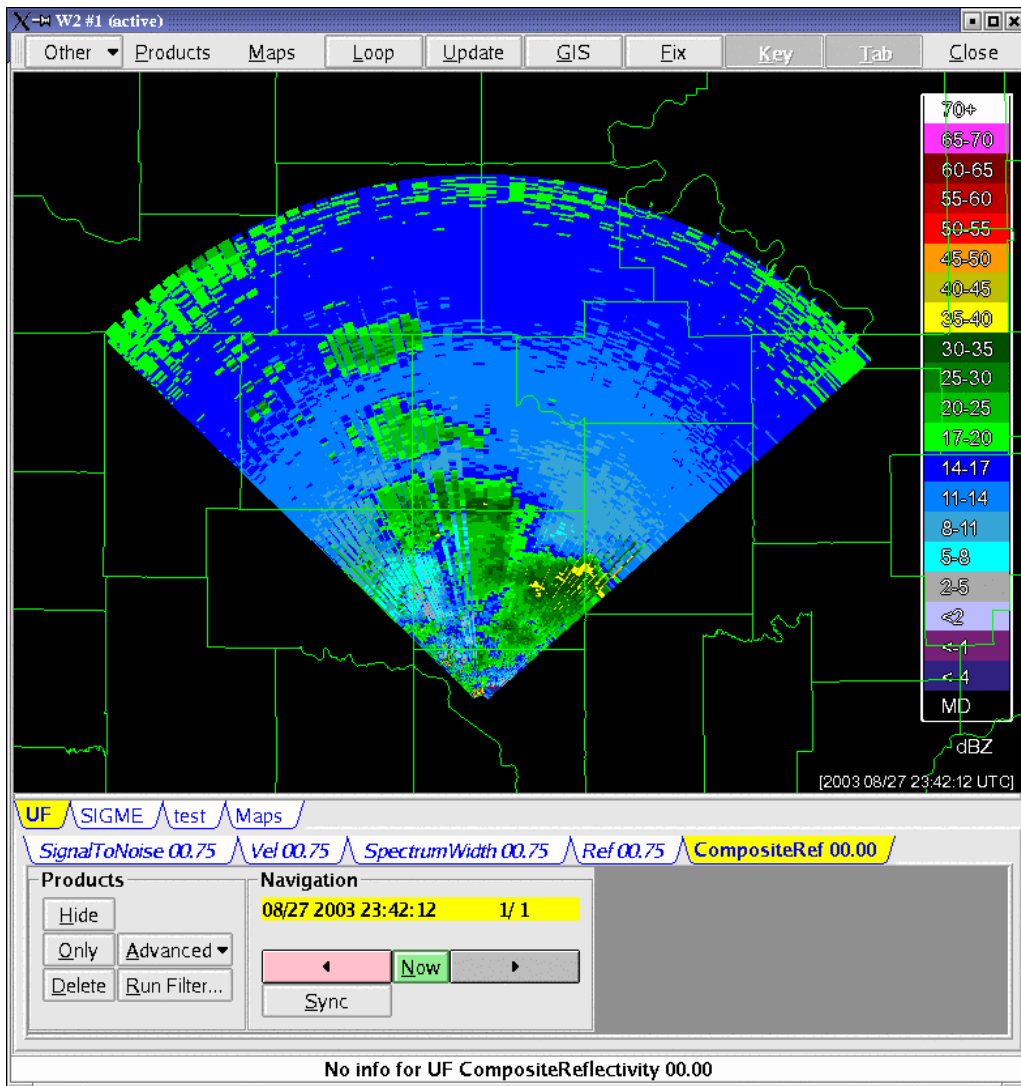 W2 #1 (active)
Other Products Maps Loop Update GIS Fix Key Tab Close
70+
65-70
60-65
55-60
50-55
45-50
40-45
35-40
30-35
25-30
20-25
17-20
14-17
11-14
8-11
5-8
2-5
<2
<-1
<-4
MD
dBZ
[2003 08/27 23:42:12 UTC]
UF SIGME test Maps
SignalToNoise 00.75 Vel 00.75 SpectrumWidth 00.75 Ref 00.75 CompositeRef 00.00
Products
Hide
Only Advanced
Delete Run Filter...
Navigation
08/27 2003 23:42:12 1/ 1
Now
Sync
No info for UF CompositeReflectivity 00.00